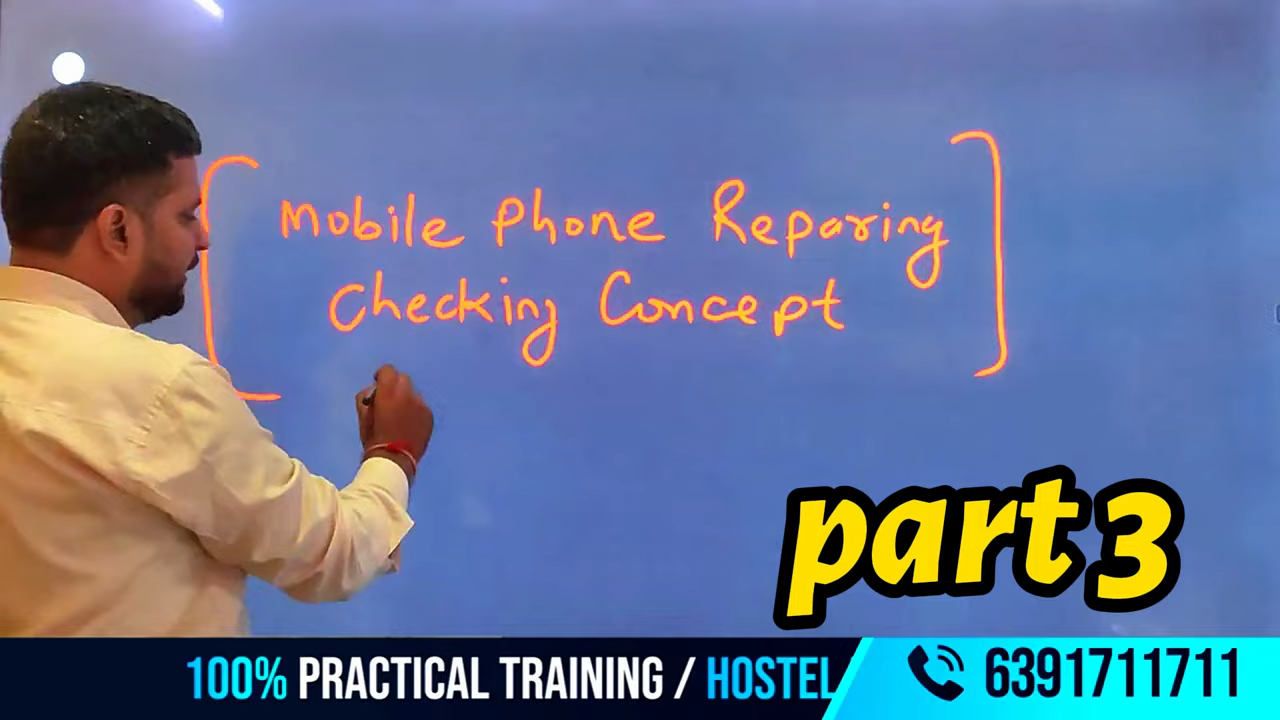 Mobile Phone Reparing
Checking Concept
part 3
100% PRACTICAL TRAINING / HOSTEL
6391711711